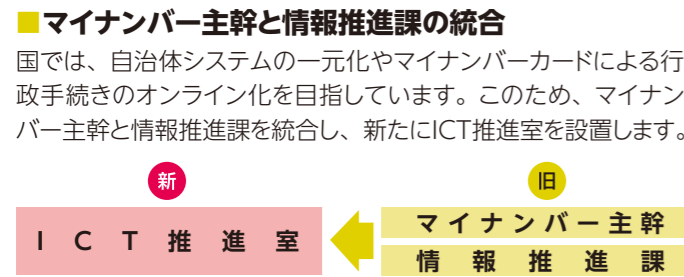 ■マイナンバー主幹と情報推進課の統合
国では、自治体システムの一元化やマイナンバーカードによる行
政手続きのオンライン化を目指しています。このため、マイナン
バー主幹と情報推進課を統合し、新たにICT推進室を設置します。
新
旧
ICT推進室
マイナンバー主幹
情報推進課